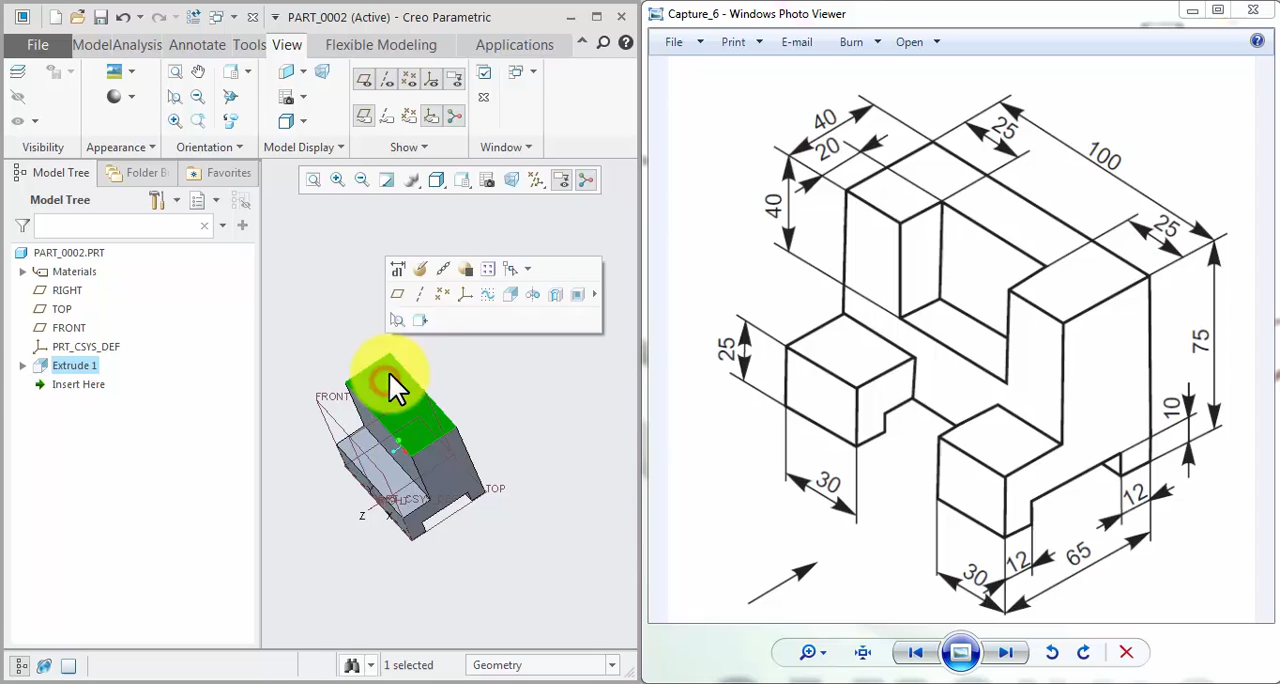 PART_0002 (Active) - Creo Parametric
File
Model
Analysis
Annotate
Tools
View
Flexible Modeling
Applications
Visibility
Appearance
Orientation
Model Display
Show
Window
Model Tree
Folder B
Favorites
Model Tree
PART_0002.PRT
Materials
RIGHT
TOP
FRONT
PRT_CSYS_DEF
Extrude 1
Insert Here
FRONT
TOP
Z
X
1 selected
Geometry
Capture_6 - Windows Photo Viewer
File
Print
E-mail
Burn
Open
40
20
25
100
40
25
25
75
10
30
12
12
65
30